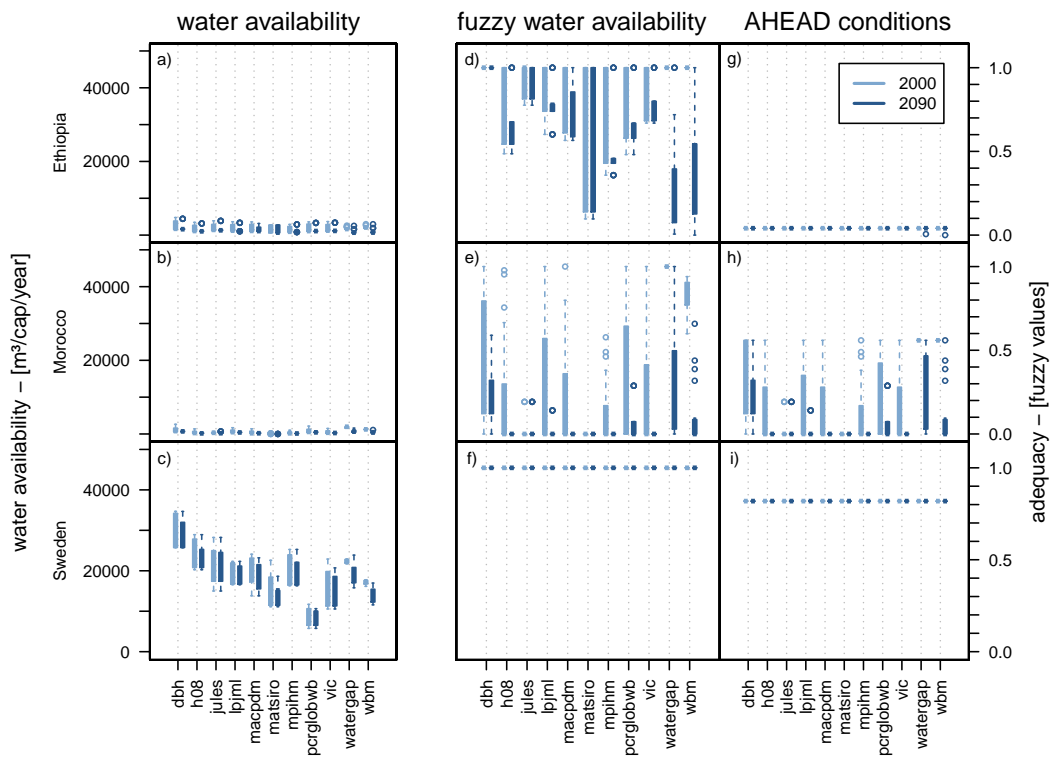 water availability
fuzzy water availability
AHEAD conditions
water availability − [m³/cap/year]
adequacy − [fuzzy values]
Ethiopia
Morocco
Sweden
a)
40000
20000
b)
40000
20000
c)
40000
20000
0
d)
e)
f)
g)
2000
2090
1.0
0.5
0.0
h)
1.0
0.5
0.0
i)
1.0
0.5
0.0
dbh
h08
jules
lpjml
macpdm
matsiro
mpihm
pcrglobwb
vic
watergap
wbm
dbh
h08
jules
lpjml
macpdm
matsiro
mpihm
pcrglobwb
vic
watergap
wbm
dbh
h08
jules
lpjml
macpdm
matsiro
mpihm
pcrglobwb
vic
watergap
wbm